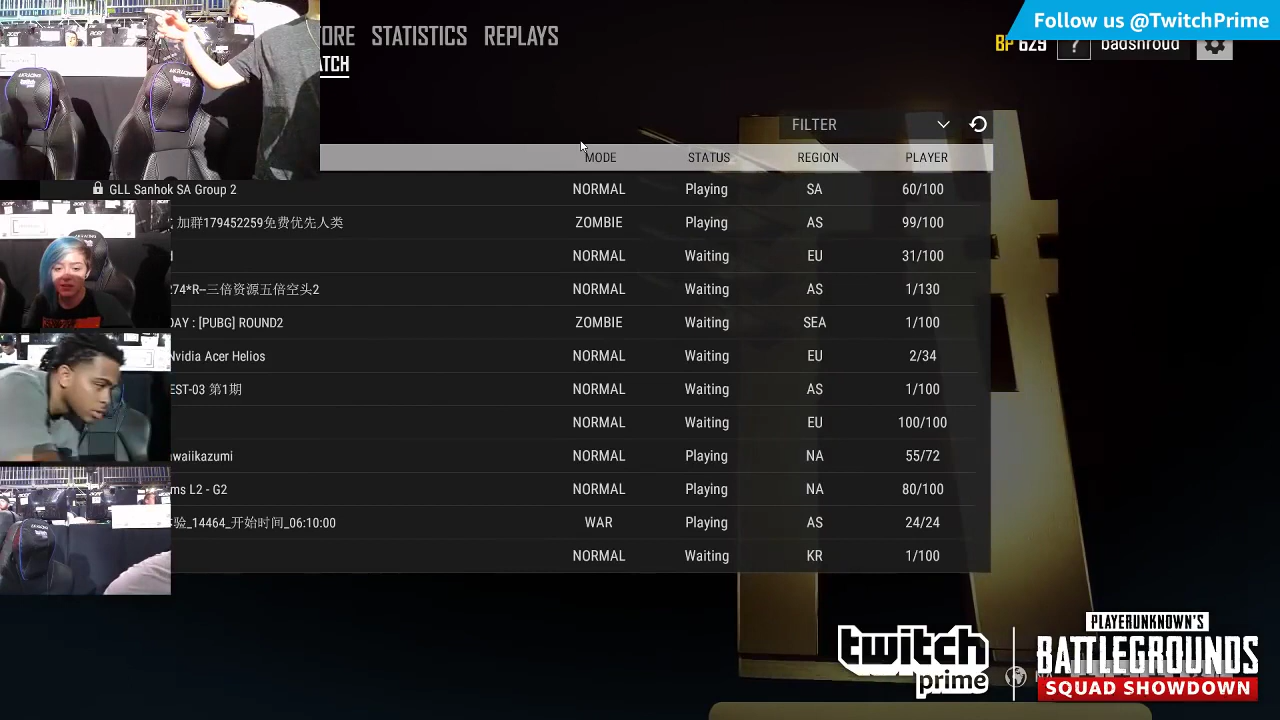 Follow us @TwitchPrime
ORE STATISTICS REPLAYS
BP 629 ? badshroud
ATCH
FILTER
MODE STATUS REGION PLAYER
GLL Sanhok SA Group 2 NORMAL Playing SA 60/100
加群179452259免费优先人类 ZOMBIE Playing AS 99/100
NORMAL Waiting EU 31/100
274*R--三倍资源五倍空头2 NORMAL Waiting AS 1/130
DAY : [PUBG] ROUND2 ZOMBIE Waiting SEA 1/100
Nvidia Acer Helios NORMAL Waiting EU 2/34
EST-03 第1期 NORMAL Waiting AS 1/100
NORMAL Waiting EU 100/100
awaiikazumi NORMAL Playing NA 55/72
ms L2 - G2 NORMAL Playing NA 80/100
验_14464_开始时间_06:10:00 WAR Playing AS 24/24
NORMAL Waiting KR 1/100
twitch
prime
PLAYERUNKNOWN'S
BATTLEGROUNDS
SQUAD SHOWDOWN